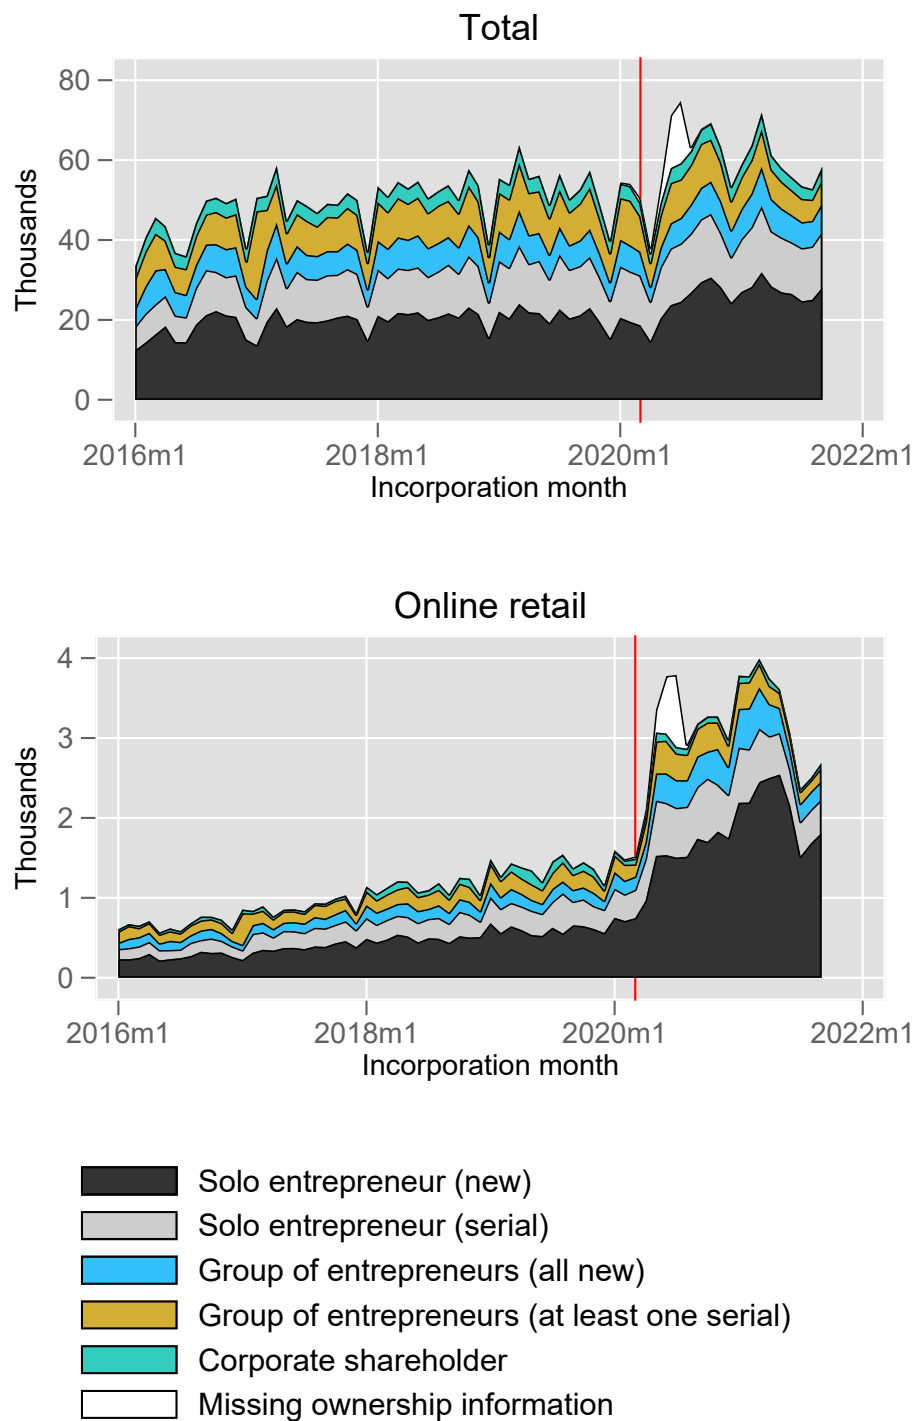 Total
Thousands
80
60
40
20
0
2016m1 2018m1 2020m1 2022m1
Incorporation month
Online retail
Thousands
4
3
2
1
0
2016m1 2018m1 2020m1 2022m1
Incorporation month
Solo entrepreneur (new)
Solo entrepreneur (serial)
Group of entrepreneurs (all new)
Group of entrepreneurs (at least one serial)
Corporate shareholder
Missing ownership information